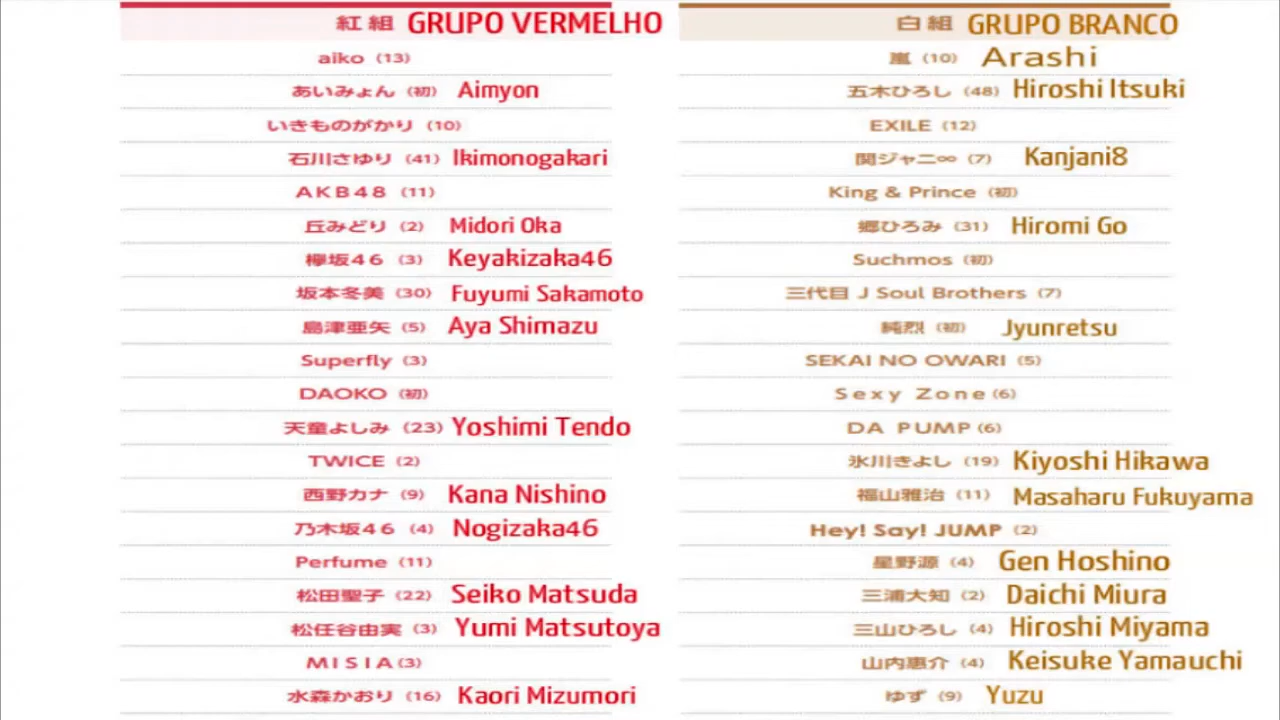 紅組 GRUPO VERMELHO
aiko (13)
あいみょん (初) Aimyon
いきものがかり (10)
石川さゆり (41) Ikimonogakari
AKB48 (11)
丘みどり (2) Midori Oka
欅坂46 (3) Keyakizaka46
坂本冬美 (30) Fuyumi Sakamoto
島津亜矢 (5) Aya Shimazu
Superfly (3)
DAOKO (初)
天童よしみ (23) Yoshimi Tendo
TWICE (2)
西野カナ (9) Kana Nishino
乃木坂46 (4) Nogizaka46
Perfume (11)
松田聖子 (22) Seiko Matsuda
松任谷由実 (3) Yumi Matsutoya
MISIA (3)
水森かおり (16) Kaori Mizumori
白組 GRUPO BRANCO
嵐 (10) Arashi
五木ひろし (48) Hiroshi Itsuki
EXILE (12)
関ジャニ∞ (7) Kanjani8
King & Prince (初)
郷ひろみ (31) Hiromi Go
Suchmos (初)
三代目 J Soul Brothers (7)
純烈 (初) Jyunretsu
SEKAI NO OWARI (5)
Sexy Zone (6)
DA PUMP (6)
氷川きよし (19) Kiyoshi Hikawa
福山雅治 (11) Masaharu Fukuyama
Hey! Say! JUMP (2)
星野源 (4) Gen Hoshino
三浦大知 (2) Daichi Miura
三山ひろし (4) Hiroshi Miyama
山内惠介 (4) Keisuke Yamauchi
ゆず (9) Yuzu